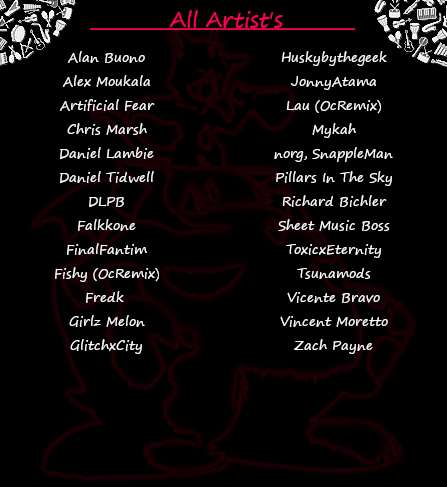 All Artist's
Alan Buono
Alex Moukala
Artificial Fear
Chris Marsh
Daniel Lambie
Daniel Tidwell
DLPB
Falkkone
FinalFantim
Fishy (OcRemix)
Fredk
Girlz Melon
GlitchxCity
Huskybythegeek
JonnyAtama
Lau (OcRemix)
Mykah
norg, SnappleMan
Pillars In The Sky
Richard Bichler
Sheet Music Boss
ToxicxEternity
Tsunamods
Vicente Bravo
Vincent Moretto
Zach Payne